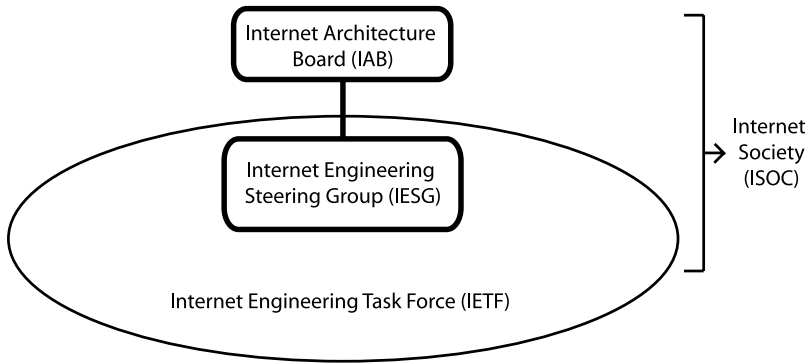 Internet Architecture
Board (IAB)
Internet Engineering
Steering Group (IESG)
Internet Engineering Task Force (IETF)
Internet
Society
(ISOC)